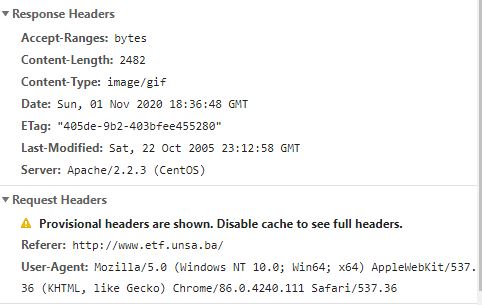 Response Headers
Accept-Ranges: bytes
Content-Length: 2482
Content-Type: image/gif
Date: Sun, 01 Nov 2020 18:36:48 GMT
ETag: "405de-9b2-403bfee455280"
Last-Modified: Sat, 22 Oct 2005 23:12:58 GMT
Server: Apache/2.2.3 (CentOS)
Request Headers
Provisional headers are shown. Disable cache to see full headers.
Referer: http://www.etf.unsa.ba/
User-Agent: Mozilla/5.0 (Windows NT 10.0; Win64; x64) AppleWebKit/537.
36 (KHTML, like Gecko) Chrome/86.0.4240.111 Safari/537.36